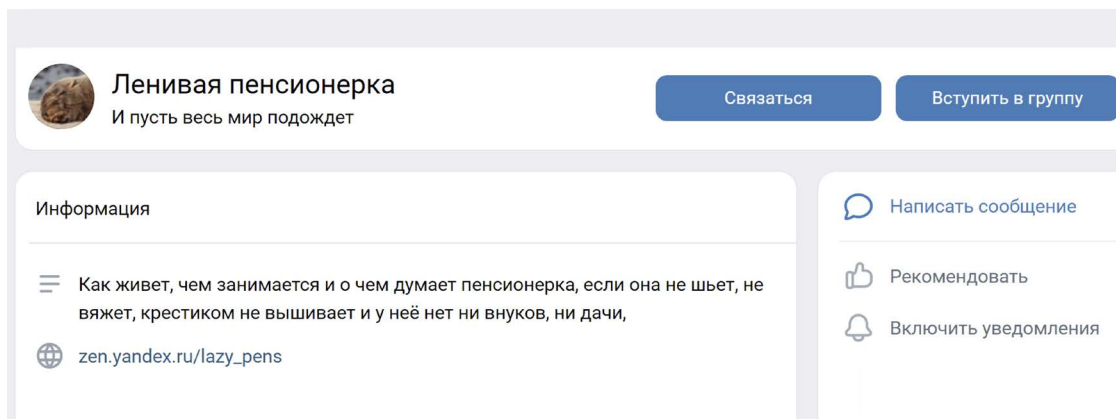 Ленивая пенсионерка
И пусть весь мир подождет
Связаться
Вступить в группу
Информация
Как живет, чем занимается и о чем думает пенсионерка, если она не шьет, не
вяжет, крестиком не вышивает и у неё нет ни внуков, ни дачи,
zen.yandex.ru/lazy_pens
Написать сообщение
Рекомендовать
Включить уведомления